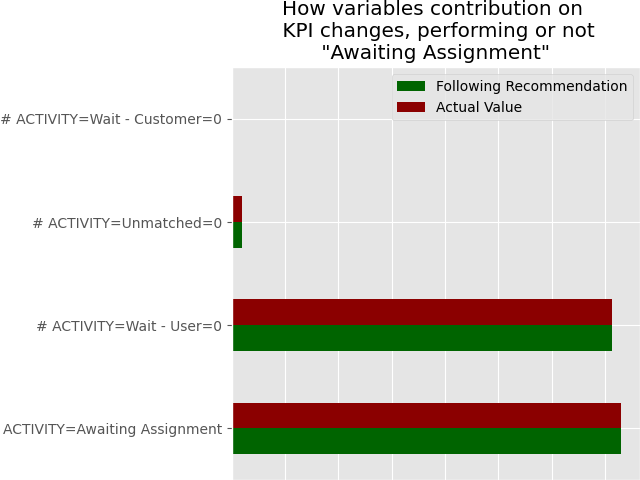 How variables contribution on
KPI changes, performing or not
"Awaiting Assignment"
Following Recommendation
Actual Value
# ACTIVITY=Wait - Customer=0
# ACTIVITY=Unmatched=0
# ACTIVITY=Wait - User=0
ACTIVITY=Awaiting Assignment